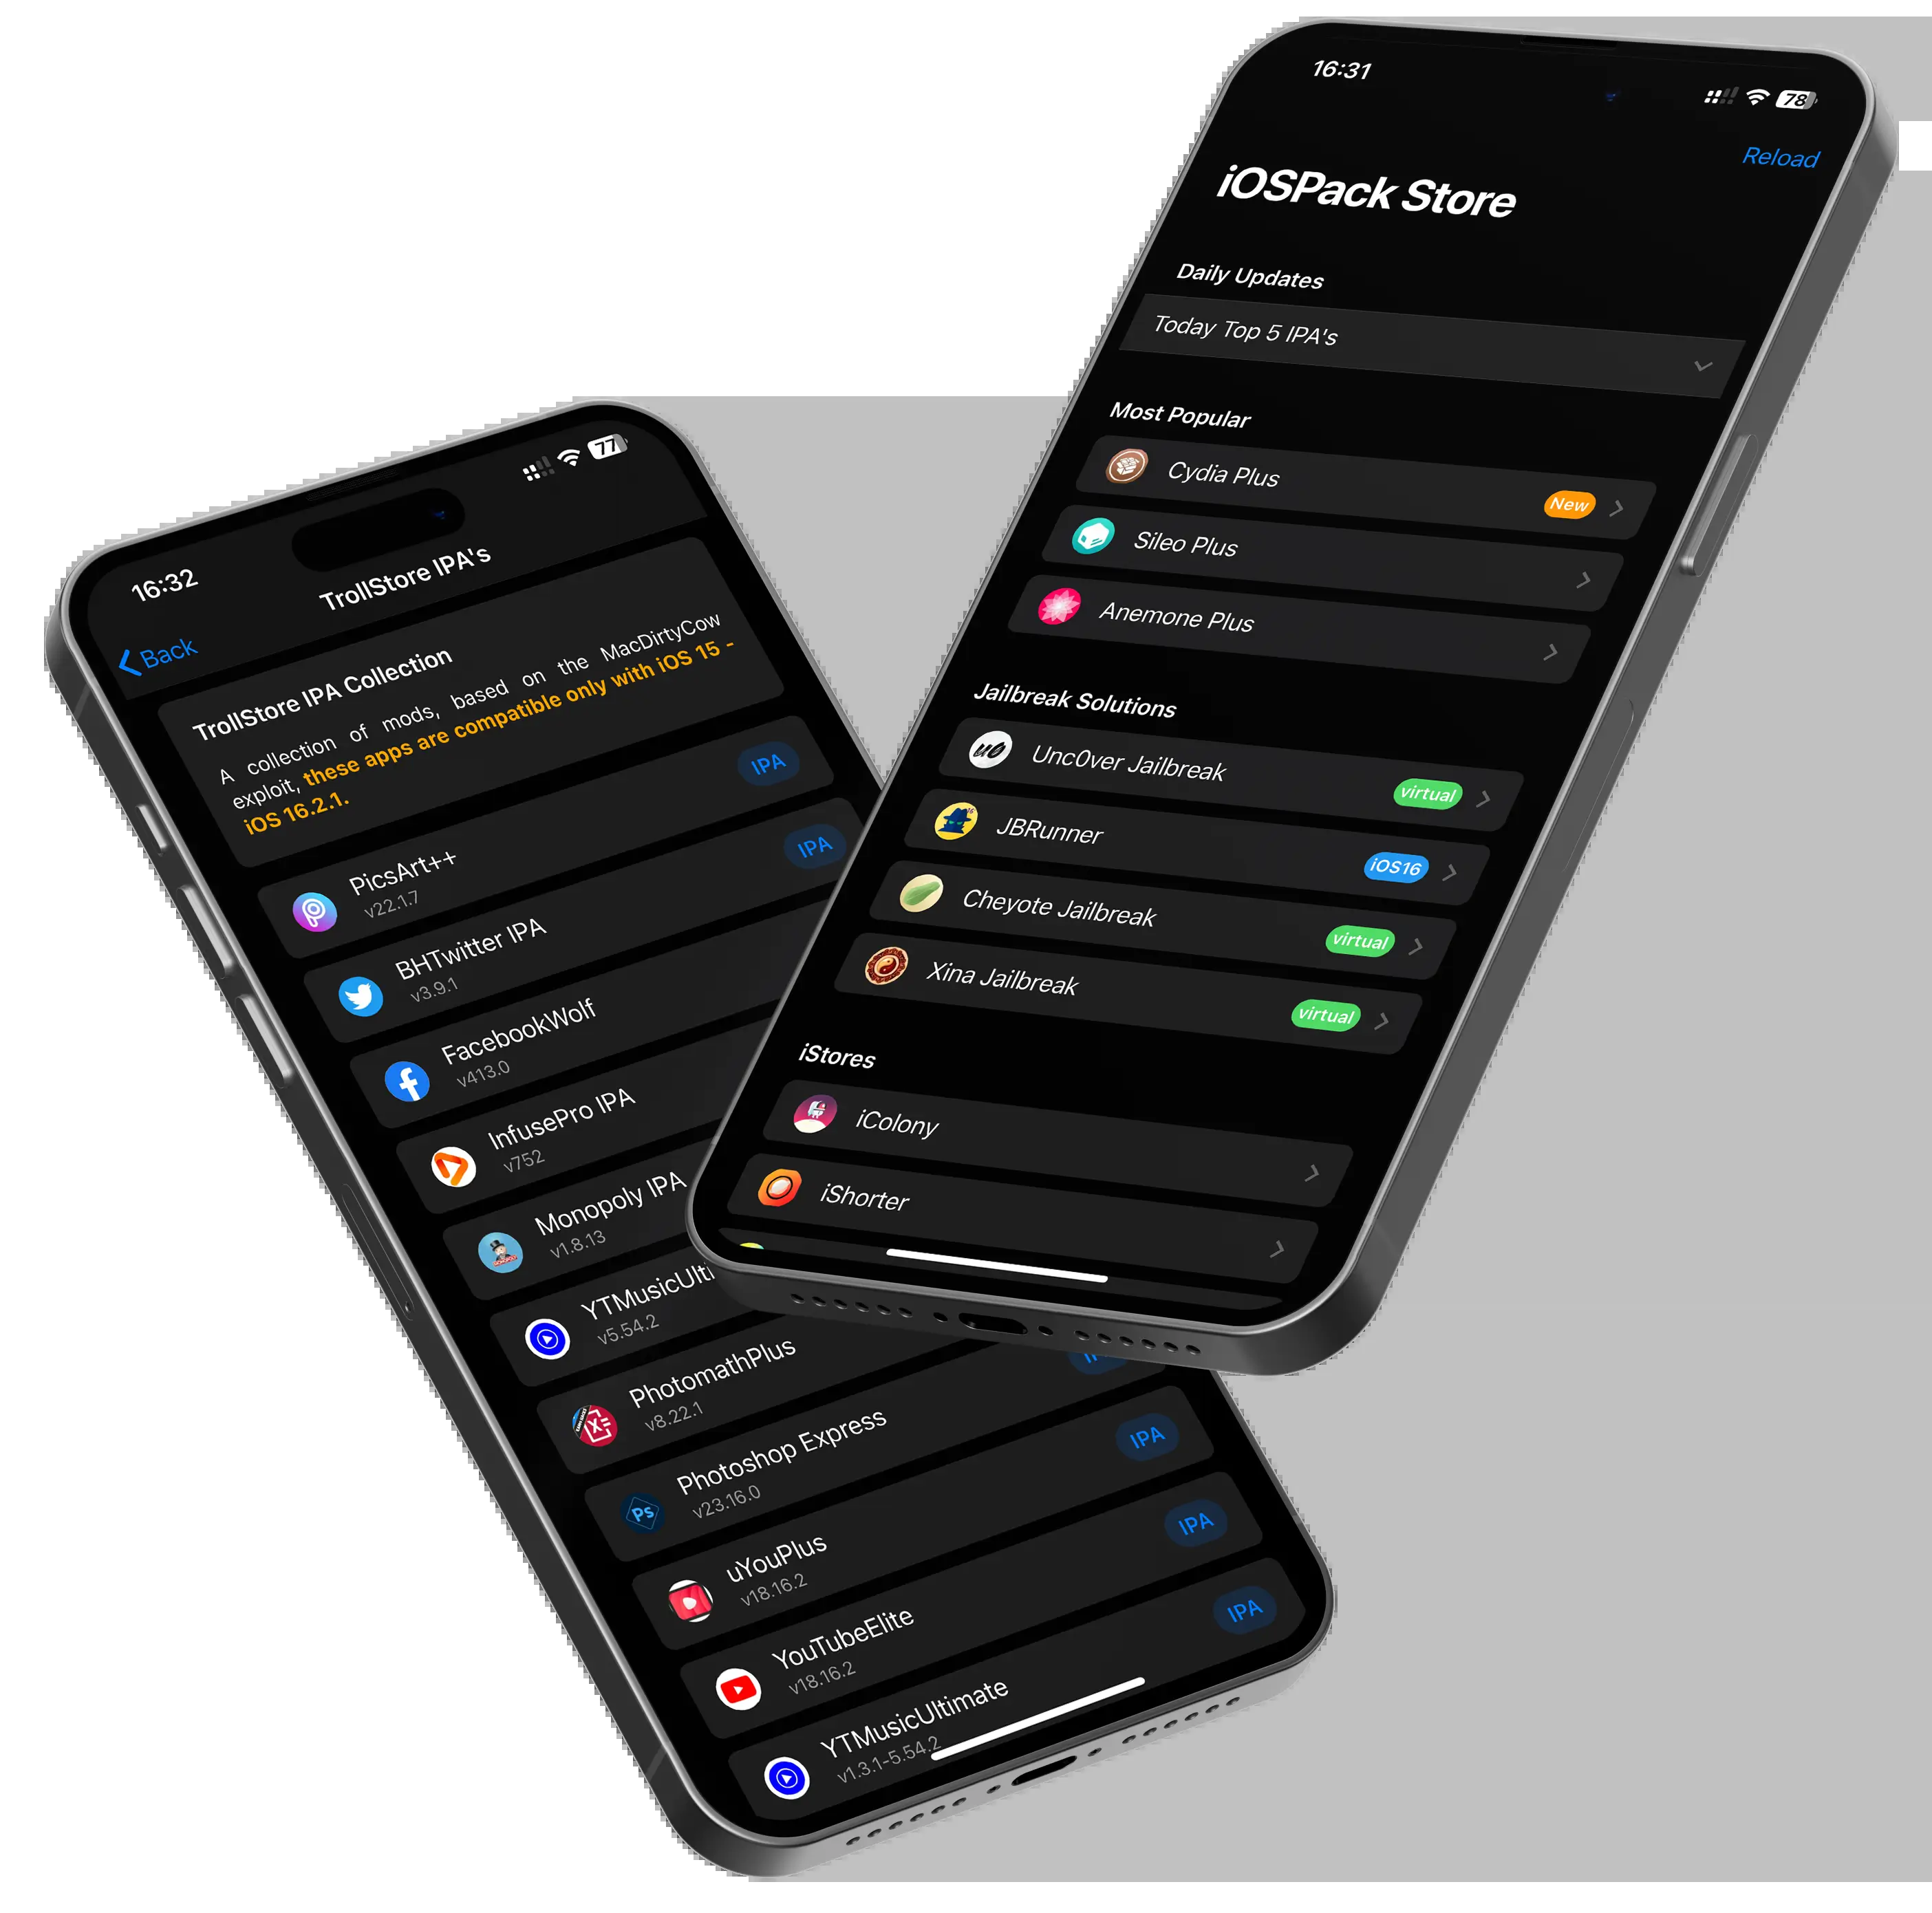 16:31
78
Reload
iOSPack Store
Daily Updates
Today Top 5 IPA's
Most Popular
Cydia Plus
New
Sileo Plus
Anemone Plus
Jailbreak Solutions
uo
Unc0ver Jailbreak
virtual
JBRunner
iOS16
Cheyote Jailbreak
virtual
Xina Jailbreak
virtual
iStores
iColony
iShorter
16:32
77
Back
TrollStore IPA's
TrollStore IPA Collection
A collection of mods, based on the MacDirtyCow
exploit, these apps are compatible only with iOS 15 -
iOS 16.2.1.
PicsArt++
v22.1.7
IPA
BHTwitter IPA
v3.9.1
IPA
FacebookWolf
v413.0
InfusePro IPA
v752
Monopoly IPA
v1.8.13
YTMusicUlti
v5.54.2
PhotomathPlus
v8.22.1
Ps
Photoshop Express
v23.16.0
uYouPlus
v18.16.2
IPA
YouTubeElite
v18.16.2
IPA
YTMusicUltimate
v1.3.1-5.54.2
IPA